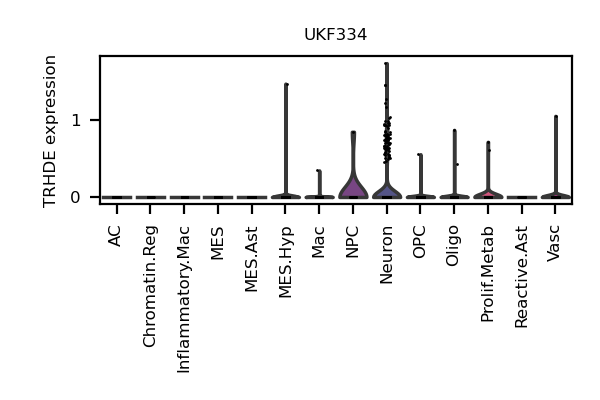 UKF334
TRHDE expression
1
0
AC
Chromatin.Reg
Inflammatory.Mac
MES
MES.Ast
MES.Hyp
Mac
NPC
Neuron
OPC
Oligo
Prolif.Metab
Reactive.Ast
Vasc